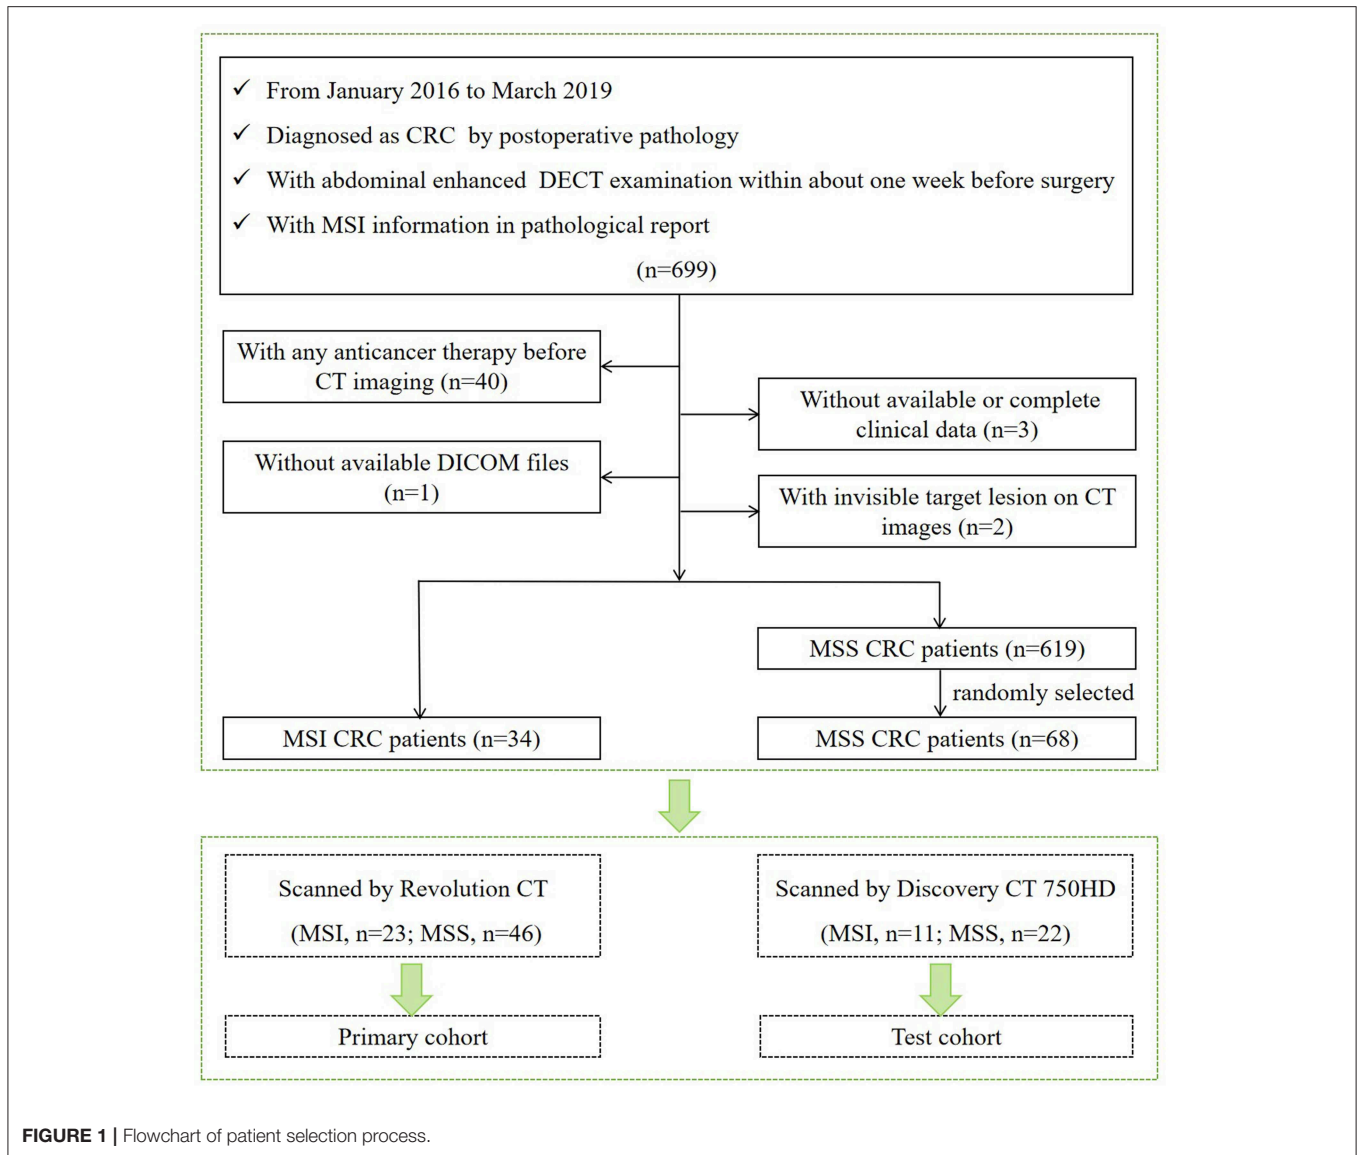 ✓ From January 2016 to March 2019
✓ Diagnosed as CRC by postoperative pathology
✓ With abdominal enhanced DECT examination within about one week before surgery
✓ With MSI information in pathological report
(n=699)
With any anticancer therapy before
CT imaging (n=40)
Without available or complete
clinical data (n=3)
Without available DICOM files
(n=1)
With invisible target lesion on CT
images (n=2)
MSS CRC patients (n=619)
randomly selected
MSI CRC patients (n=34)
MSS CRC patients (n=68)
Scanned by Revolution CT
(MSI, n=23; MSS, n=46)
Scanned by Discovery CT 750HD
(MSI, n=11; MSS, n=22)
Primary cohort
Test cohort
FIGURE 1 | Flowchart of patient selection process.